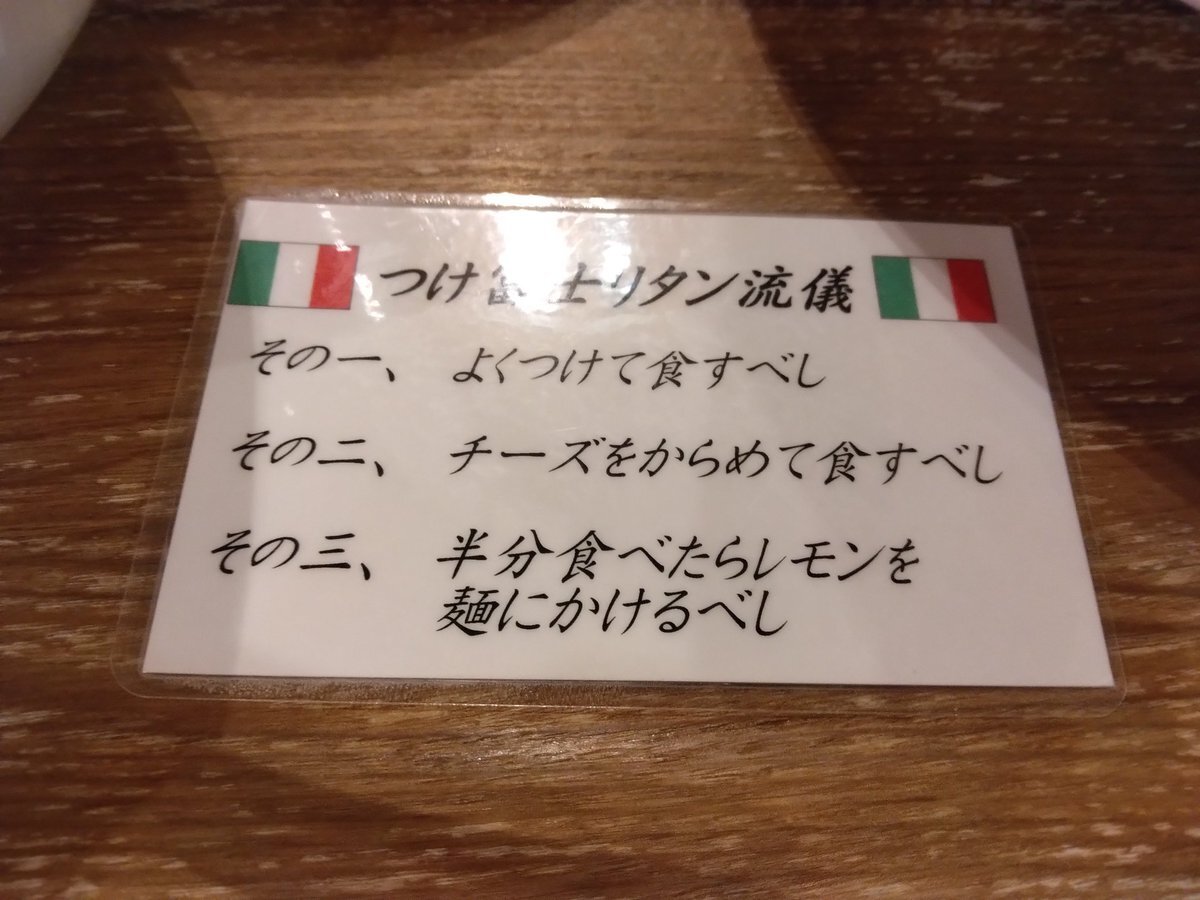 つけ富士リタン流儀
その一、 よくつけて食すべし
その二、 チーズをからめて食すべし
その三、 半分食べたらレモンを
麺にかけるべし